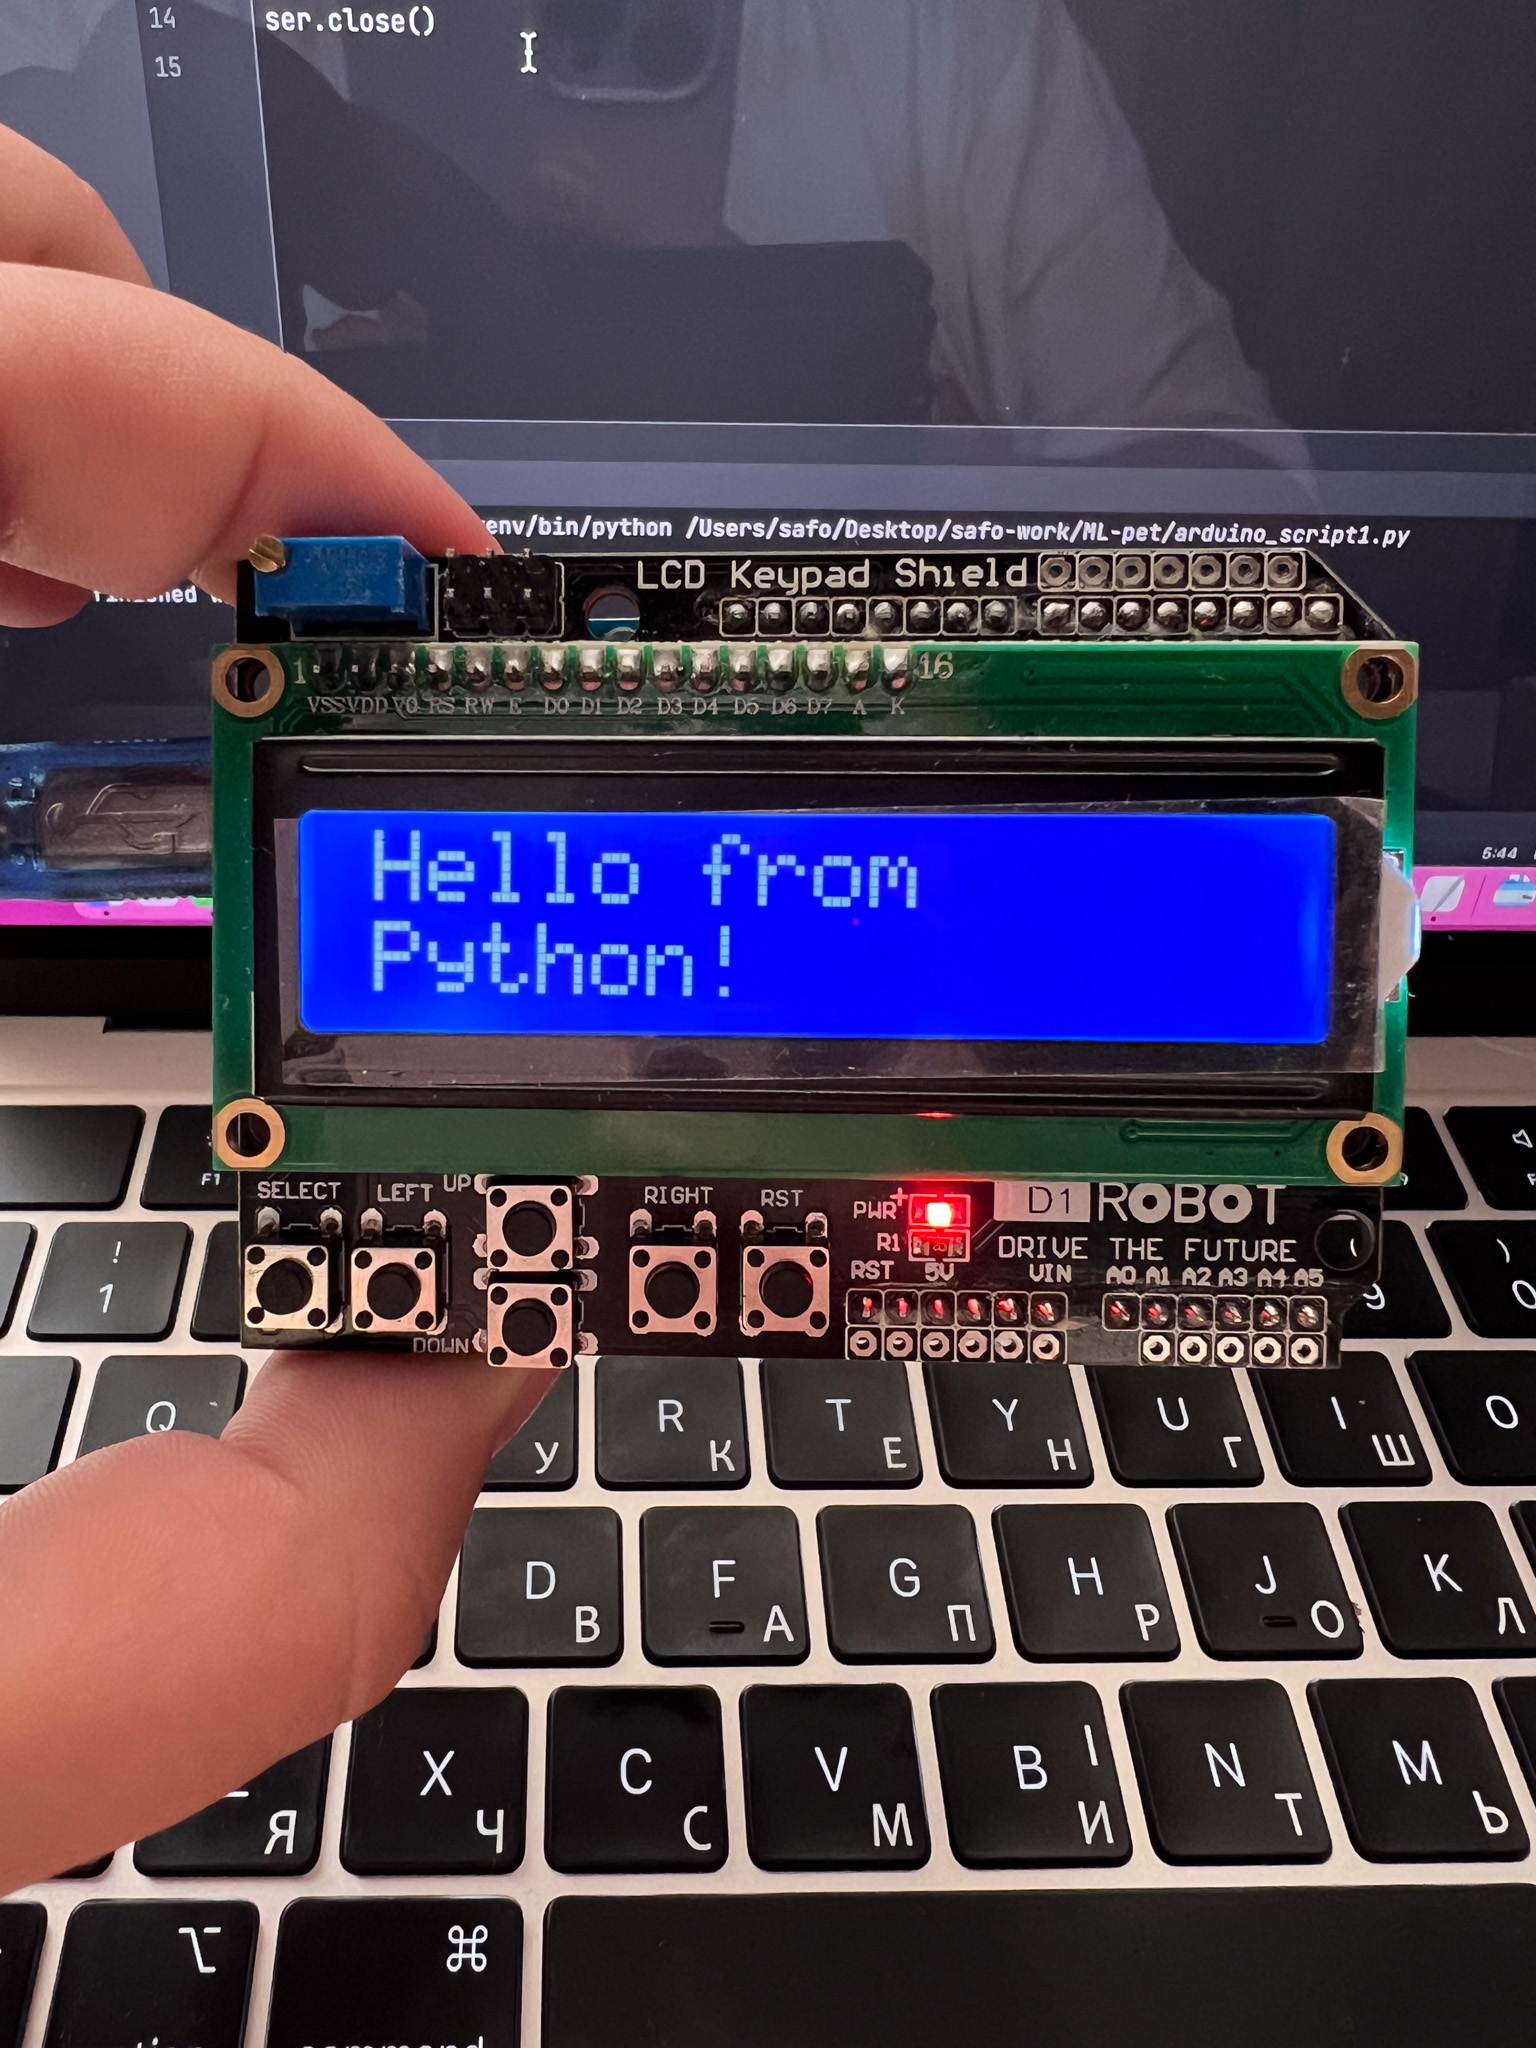 14 ser.close()
15
env/bin/python /Users/safo/Desktop/safo-work/ML-pet/arduino_script1.py
LCD Keypad Shield
1 16
VSS VDD VO RS RW E D0 D1 D2 D3 D4 D5 D6 D7 A K
5:44
Hello from
Python!
SELECT LEFT UP RIGHT RST PWR+ D1 ROBOT
R1 DRIVE THE FUTURE
RST 5V VIN A0 A1 A2 A3 A4 A5
DOWN
F1
! 1
( 9
)
Q У R К T Е Y Н U Г I Ш O
D В F А G П H Р J О K Л
Я X Ч C С V М B И N Т M Ь
⌥ ⌘